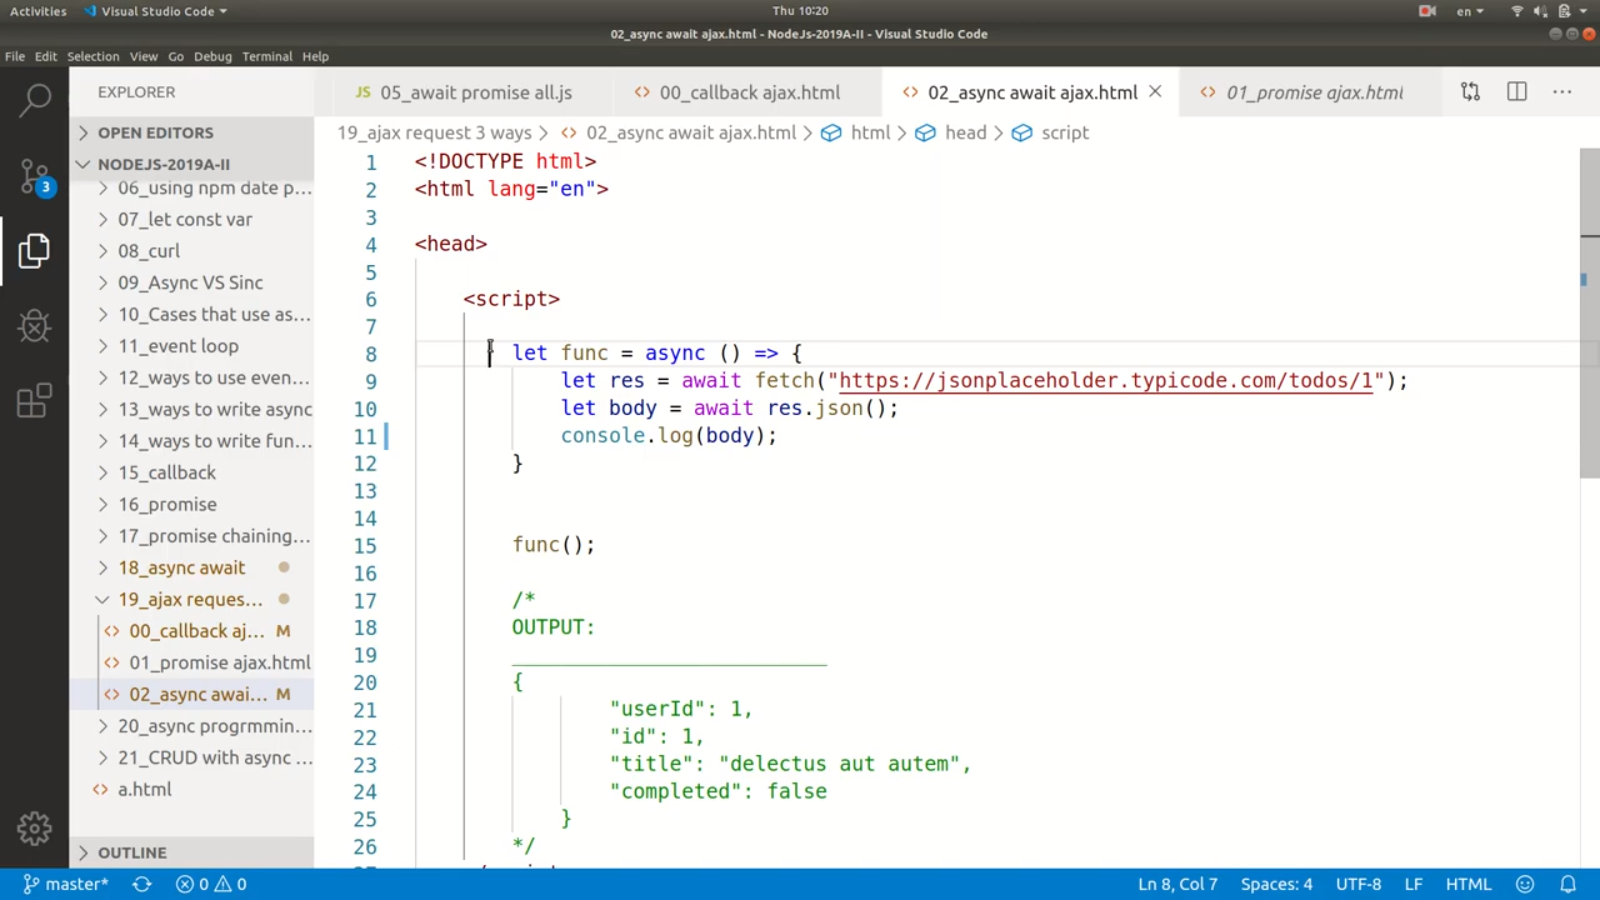 Activities Visual Studio Code Thu 10:20 en
02_async await ajax.html - NodeJs-2019A-II - Visual Studio Code
File Edit Selection View Go Debug Terminal Help
EXPLORER
OPEN EDITORS
NODEJS-2019A-II
06_using npm date p...
07_let const var
08_curl
09_Async VS Sinc
10_Cases that use as...
11_event loop
12_ways to use even...
13_ways to write async
14_ways to write fun...
15_callback
16_promise
17_promise chaining...
18_async await
19_ajax reques...
00_callback aj... M
01_promise ajax.html
02_async awai... M
20_async progrmmin...
21_CRUD with async ...
a.html
OUTLINE
3
JS 05_await promise all.js 00_callback ajax.html 02_async await ajax.html 01_promise ajax.html
19_ajax request 3 ways > 02_async await ajax.html > html > head > script
1 <!DOCTYPE html>
2 <html lang="en">
3
4 <head>
5
6 <script>
7
8 let func = async () => {
9 let res = await fetch("https://jsonplaceholder.typicode.com/todos/1");
10 let body = await res.json();
11 console.log(body);
12 }
13
14
15 func();
16
17 /*
18 OUTPUT:
19 __________________________
20 {
21 "userId": 1,
22 "id": 1,
23 "title": "delectus aut autem",
24 "completed": false
25 }
26 */
master* 0 0 Ln 8, Col 7 Spaces: 4 UTF-8 LF HTML